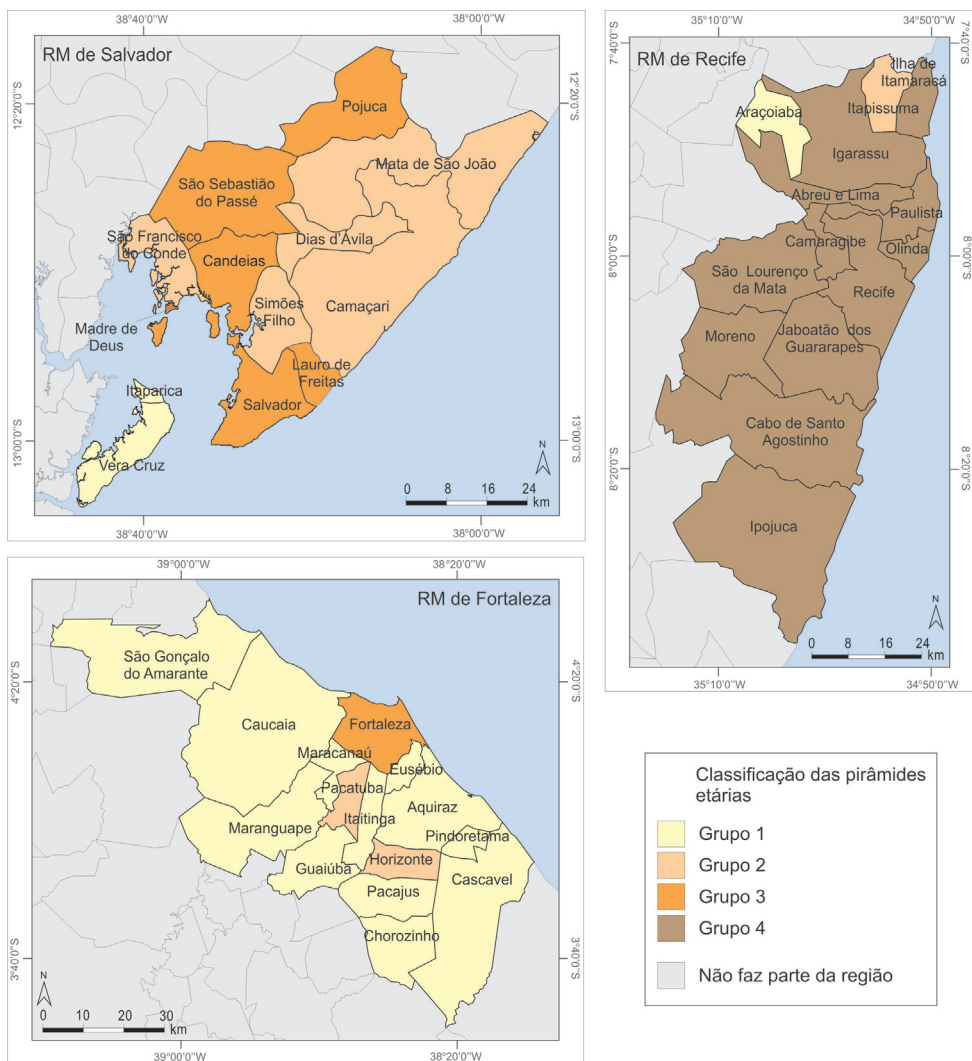 38°40'0"W
38°00'0"W
RM de Salvador
12°20'0"S
12°20'0"S
Pojuca
Mata de São João
São Sebastião
do Passé
São Francisco
do Conde
Dias d'Ávila
Candeias
Simões
Filho
Camaçari
Madre de
Deus
Lauro de
Freitas
Itaparica
Salvador
13°00'0"S
13°00'0"S
Vera Cruz
N
0 8 16 24
km
38°40'0"W
38°00'0"W
35°10'0"W
34°50'0"W
7°40'0"S
7°40'0"S
RM de Recife
Ilha de
Itamaracá
Araçoiaba
Itapissuma
Igarassu
Abreu e Lima
Paulista
Camaragibe
Olinda
8°00'0"S
8°00'0"S
São Lourenço
da Mata
Recife
Moreno
Jaboatão dos
Guararapes
Cabo de Santo
Agostinho
8°20'0"S
8°20'0"S
Ipojuca
N
0 8 16 24
km
35°10'0"W
34°50'0"W
39°00'0"W
38°20'0"W
RM de Fortaleza
São Gonçalo
do Amarante
4°20'0"S
4°20'0"S
Caucaia
Fortaleza
Maracanaú
Eusébio
Pacatuba
Aquiraz
Itaitinga
Maranguape
Pindoretama
Horizonte
Guaiúba
Cascavel
Pacajus
Chorozinho
3°40'0"S
3°40'0"S
N
0 10 20 30
km
39°00'0"W
38°20'0"W
Classificação das pirâmides
etárias
Grupo 1
Grupo 2
Grupo 3
Grupo 4
Não faz parte da região